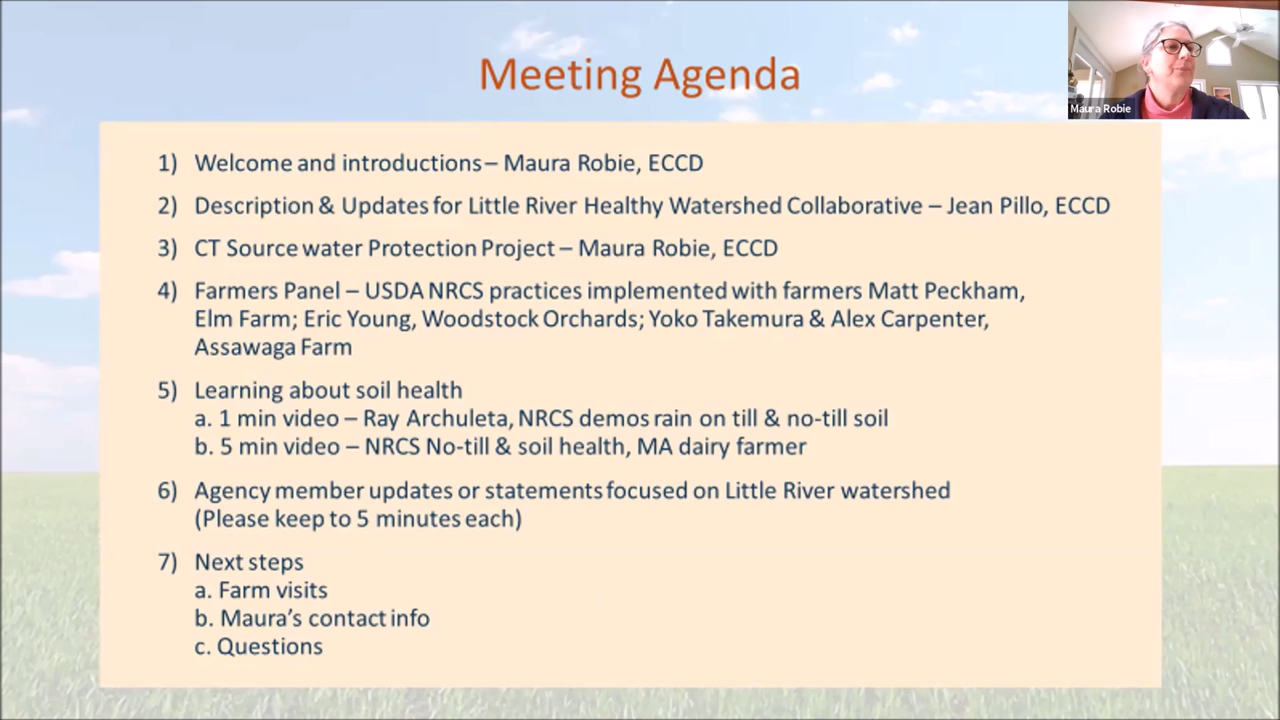 Meeting Agenda
Maura Robie
1) Welcome and introductions – Maura Robie, ECCD
2) Description & Updates for Little River Healthy Watershed Collaborative – Jean Pillo, ECCD
3) CT Source water Protection Project – Maura Robie, ECCD
4) Farmers Panel – USDA NRCS practices implemented with farmers Matt Peckham,
Elm Farm; Eric Young, Woodstock Orchards; Yoko Takemura & Alex Carpenter,
Assawaga Farm
5) Learning about soil health
a. 1 min video – Ray Archuleta, NRCS demos rain on till & no-till soil
b. 5 min video – NRCS No-till & soil health, MA dairy farmer
6) Agency member updates or statements focused on Little River watershed
(Please keep to 5 minutes each)
7) Next steps
a. Farm visits
b. Maura's contact info
c. Questions